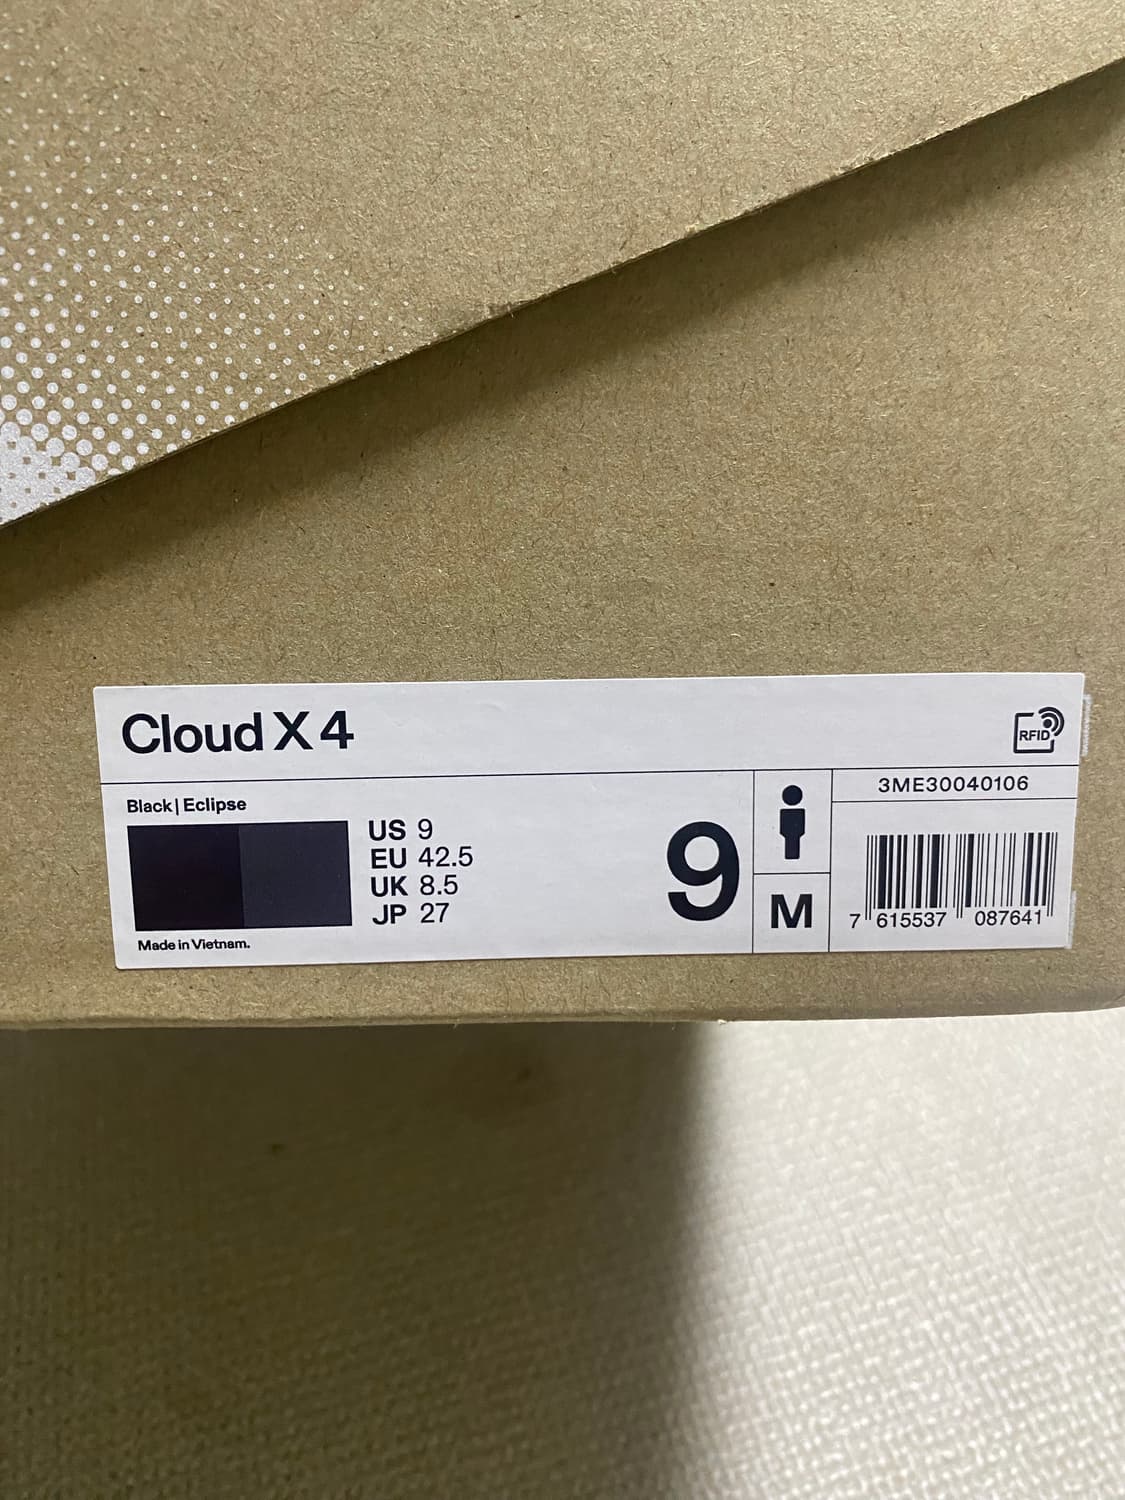 Cloud X 4
RFID
Black | Eclipse
US 9
EU 42.5
UK 8.5
JP 27
Made in Vietnam.
9
M
3ME30040106
7 615537 087641